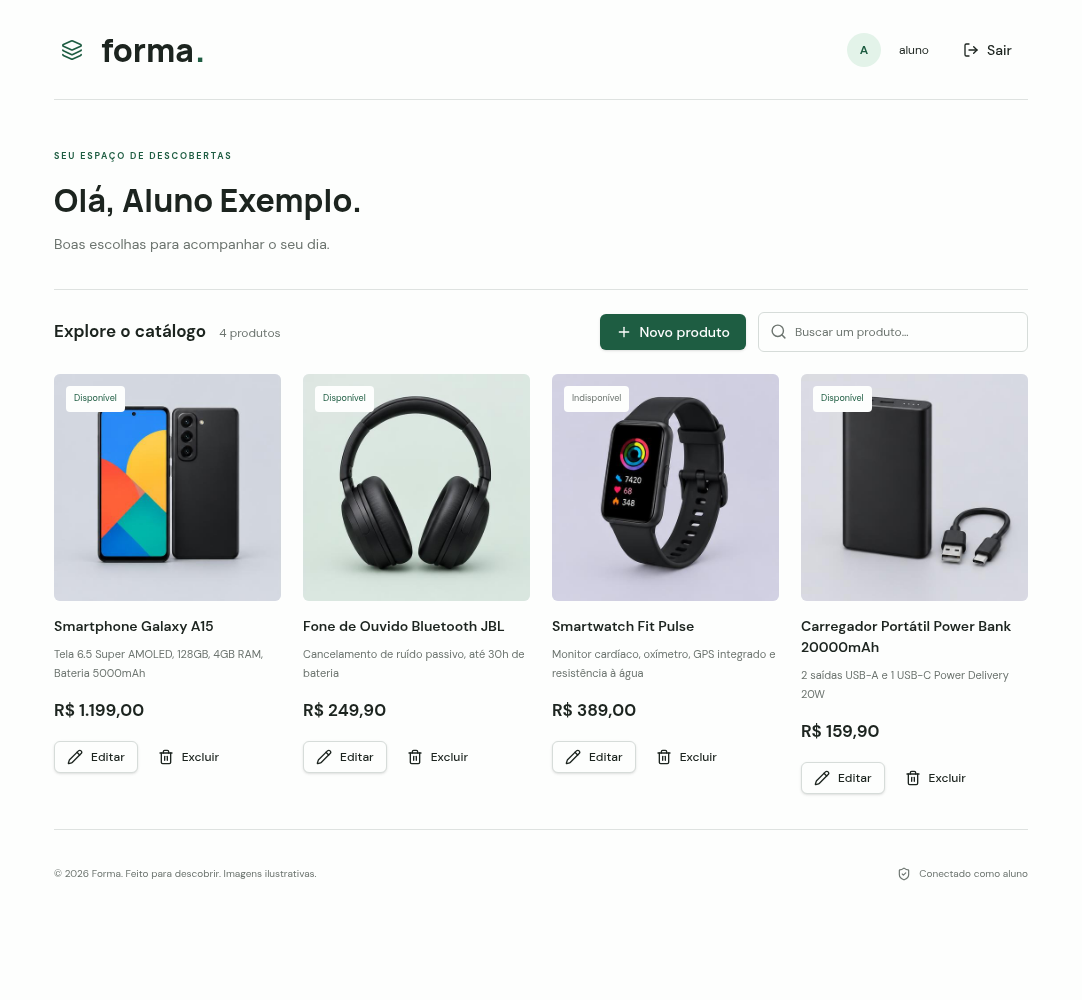 forma.
A
aluno
Sair
SEU ESPAÇO DE DESCOBERTAS
Olá, Aluno Exemplo.
Boas escolhas para acompanhar o seu dia.
Explore o catálogo
4 produtos
Novo produto
Buscar um produto...
Disponível
Disponível
Indisponível
7420
68
348
Disponível
Smartphone Galaxy A15
Tela 6.5 Super AMOLED, 128GB, 4GB RAM,
Bateria 5000mAh
R$ 1.199,00
Editar
Excluir
Fone de Ouvido Bluetooth JBL
Cancelamento de ruído passivo, até 30h de
bateria
R$ 249,90
Editar
Excluir
Smartwatch Fit Pulse
Monitor cardíaco, oxímetro, GPS integrado e
resistência à água
R$ 389,00
Editar
Excluir
Carregador Portátil Power Bank
20000mAh
2 saídas USB-A e 1 USB-C Power Delivery
20W
R$ 159,90
Editar
Excluir
© 2026 Forma. Feito para descobrir. Imagens ilustrativas.
Conectado como aluno